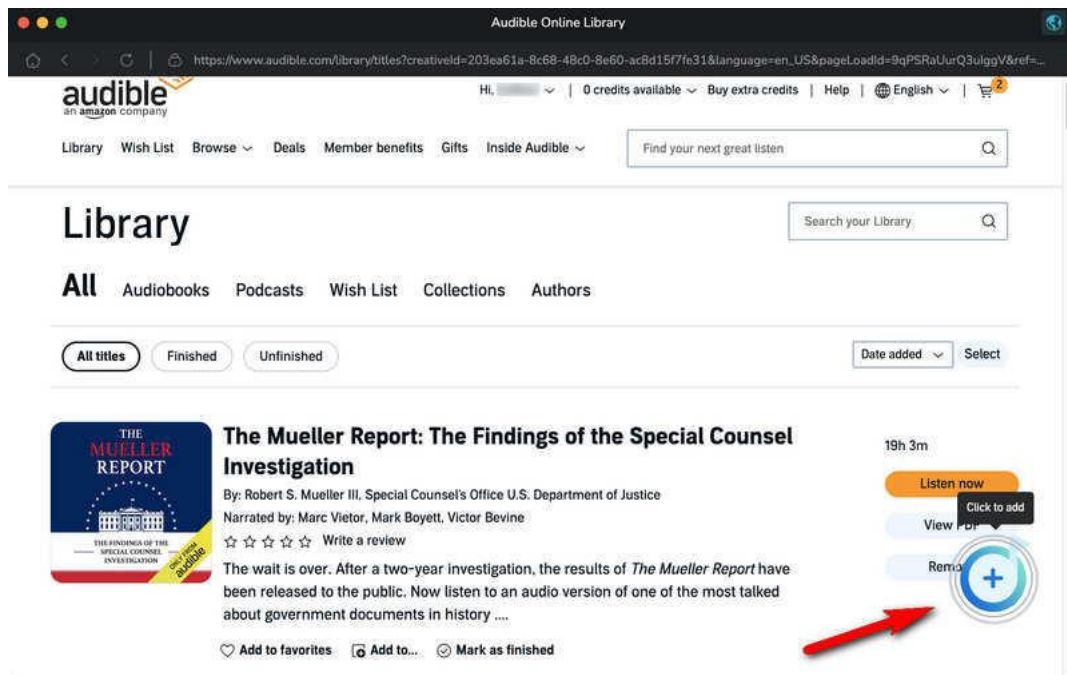 Audible Online Library
https://www.audible.com/library/titles?creativeId=203ea61a-8c68-48c0-8e60-ac8d15f7fe31&language=en_US&pageLoadId=9qPSRaUurQ3uIggV&ref=...
audible
an amazon company
Hi, | 0 credits available Buy extra credits | Help | English | 2
Library Wish List Browse Deals Member benefits Gifts Inside Audible Find your next great listen
Library Search your Library
All Audiobooks Podcasts Wish List Collections Authors
All titles Finished Unfinished Date added Select
THE
MUELLER
REPORT
THE FINDINGS OF THE
SPECIAL COUNSEL
INVESTIGATION
ONLY FROM
audible
The Mueller Report: The Findings of the Special Counsel
Investigation
By: Robert S. Mueller III, Special Counsel's Office U.S. Department of Justice
Narrated by: Marc Vietor, Mark Boyett, Victor Bevine
Write a review
The wait is over. After a two-year investigation, the results of The Mueller Report have
been released to the public. Now listen to an audio version of one of the most talked
about government documents in history ....
Add to favorites Add to... Mark as finished
19h 3m
Listen now
Click to add
View PDF